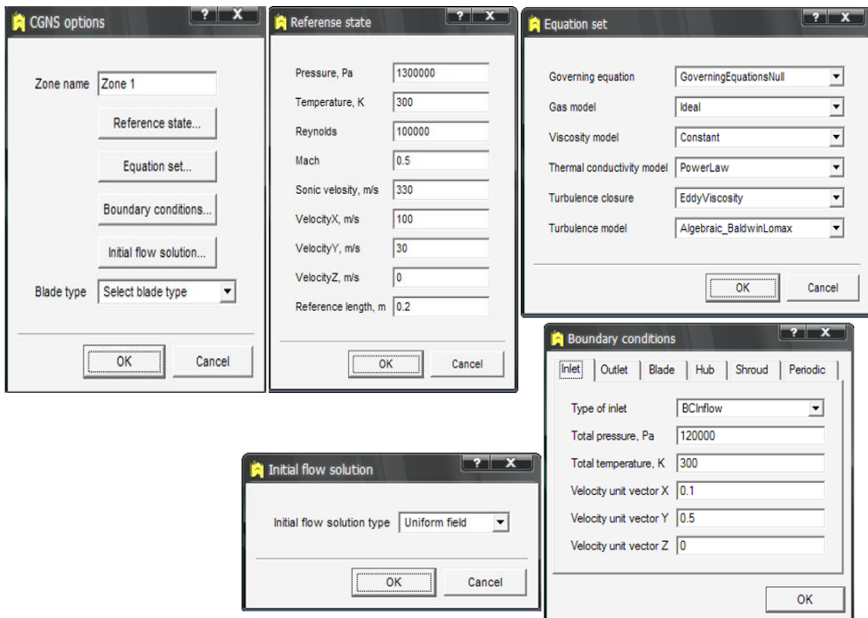 CGNS options
Zone name Zone 1
Reference state...
Equation set...
Boundary conditions...
Initial flow solution...
Blade type Select blade type
OK Cancel
Referense state
Pressure, Pa 1300000
Temperature, K 300
Reynolds 100000
Mach 0.5
Sonic velosity, m/s 330
VelocityX, m/s 100
VelocityY, m/s 30
VelocityZ, m/s 0
Reference length, m 0.2
OK Cancel
Equation set
Governing equation GoverningEquationsNull
Gas model Ideal
Viscosity model Constant
Thermal conductivity model PowerLaw
Turbulence closure EddyViscosity
Turbulence model Algebraic_BaldwinLomax
OK Cancel
Initial flow solution
Initial flow solution type Uniform field
OK Cancel
Boundary conditions
Inlet Outlet Blade Hub Shroud Periodic
Type of inlet BCInflow
Total pressure, Pa 120000
Total temperature, K 300
Velocity unit vector X 0.1
Velocity unit vector Y 0.5
Velocity unit vector Z 0
OK